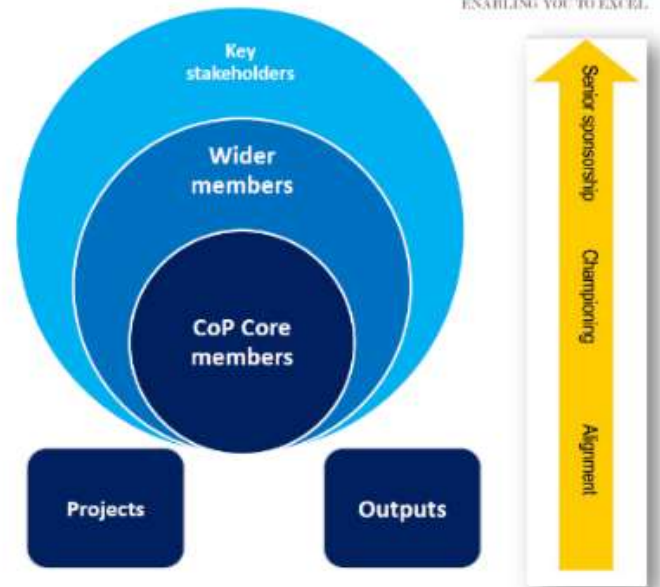 ENABLING YOU TO EXCEL
Key
stakeholders
Wider
members
CoP Core
members
Projects
Outputs
Senior sponsorship
Championing
Alignment